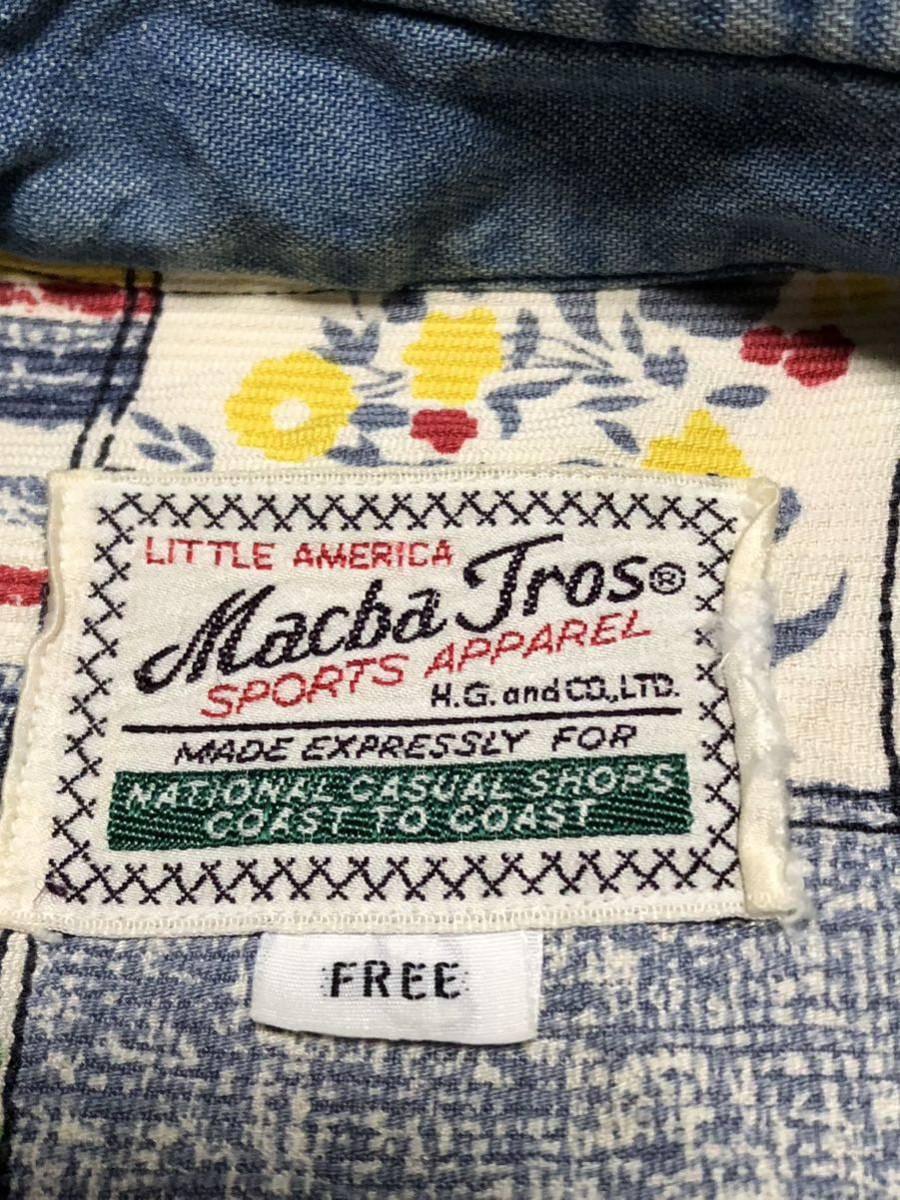 LITTLE AMERICA
Macba Tros®
SPORTS APPAREL
H.G. and CO.,LTD.
MADE EXPRESSLY FOR
NATIONAL CASUAL SHOPS
COAST TO COAST
FREE